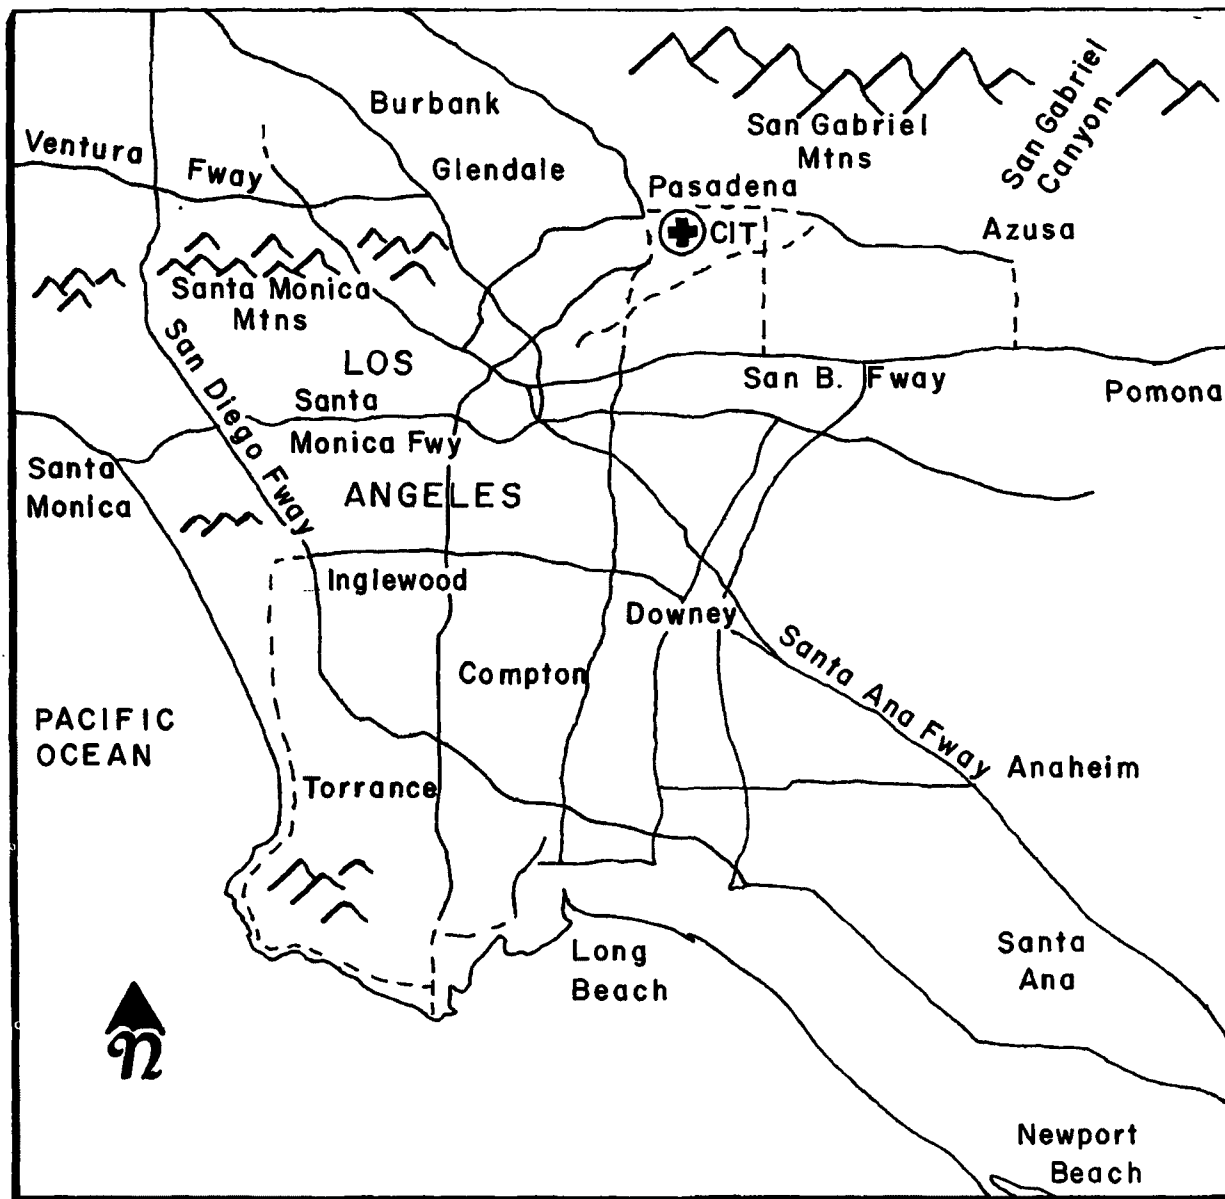 Burbank
San Gabriel
Mtns
San Gabriel
Canyon
Ventura
Fway
Glendale
Pasadena
CIT
Azusa
Santa Monica
Mtns
San Diego Fway
LOS
San B. Fway
Pomona
Santa
Monica Fwy
Santa
Monica
ANGELES
Inglewood
Downey
Santa Ana Fway
Compton
PACIFIC
OCEAN
Torrance
Anaheim
Long
Beach
Santa
Ana
n
Newport
Beach